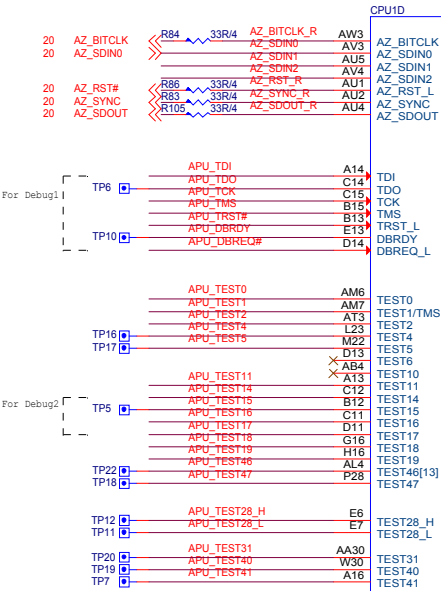 CPU1D
20 AZ_BITCLK R84 33R/4 AZ_BITCLK_R AW3 AZ_BITCLK
20 AZ_SDIN0 AZ_SDIN0 AV3 AZ_SDIN0
AZ_SDIN1 AU5 AZ_SDIN1
AZ_SDIN2 AV4 AZ_SDIN2
20 AZ_RST# R86 33R/4 AZ_RST_R AU1 AZ_RST_L
20 AZ_SYNC R83 33R/4 AZ_SYNC_R AU2 AZ_SYNC
20 AZ_SDOUT R105 33R/4 AZ_SDOUT_R AU4 AZ_SDOUT
APU_TDI A14 TDI
For Debug1 TP6 APU_TDO C14 TDO
APU_TCK C15 TCK
APU_TMS B15 TMS
APU_TRST# B13 TRST_L
TP10 APU_DBRDY E13 DBRDY
APU_DBREQ# D14 DBREQ_L
APU_TEST0 AM6 TEST0
APU_TEST1 AM7 TEST1/TMS
APU_TEST2 AT3 TEST2
TP16 APU_TEST4 L23 TEST4
TP17 APU_TEST5 M22 TEST5
D13 TEST6
AB4 TEST10
APU_TEST11 A13 TEST11
APU_TEST14 C12 TEST14
For Debug2 TP5 APU_TEST15 B12 TEST15
APU_TEST16 C11 TEST16
APU_TEST17 D11 TEST17
APU_TEST18 G16 TEST18
APU_TEST19 H16 TEST19
TP22 APU_TEST46 AL4 TEST46[13]
TP18 APU_TEST47 P28 TEST47
TP12 APU_TEST28_H E6 TEST28_H
TP11 APU_TEST28_L E7 TEST28_L
TP20 APU_TEST31 AA30 TEST31
TP19 APU_TEST40 W30 TEST40
TP7 APU_TEST41 A16 TEST41